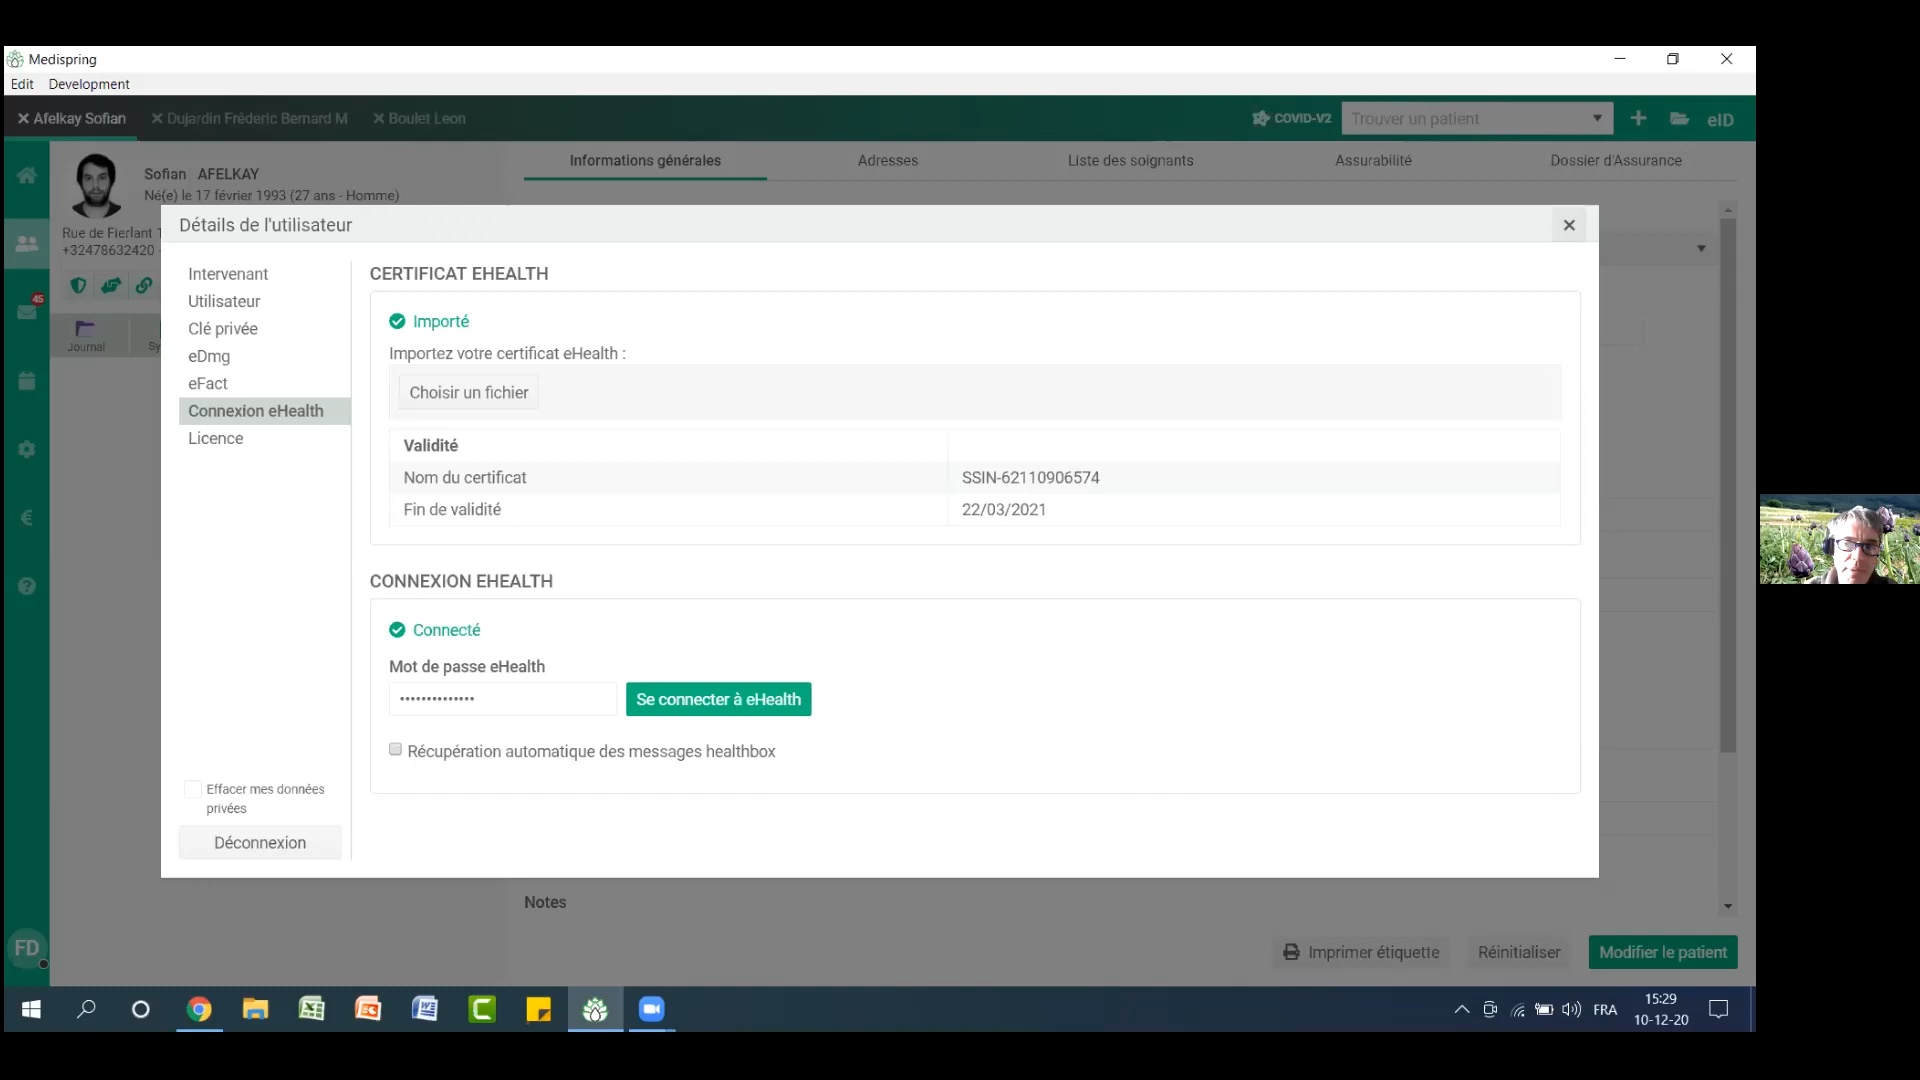 Medispring
Edit Development
Afelkay Sofian Dujardin Fréderic Bernard M Boulet Leon COVID-V2 Trouver un patient eID
Informations générales Adresses Liste des soignants Assurabilité Dossier d'Assurance
Sofian AFELKAY
Né(e) le 17 février 1993 (27 ans - Homme)
Rue de Fierlant 1
+32478632420 -
45
Journal Sy
Détails de l'utilisateur
Intervenant
Utilisateur
Clé privée
eDmg
eFact
Connexion eHealth
Licence
Effacer mes données
privées
Déconnexion
CERTIFICAT EHEALTH
Importé
Importez votre certificat eHealth :
Choisir un fichier
Validité
Nom du certificat SSIN-62110906574
Fin de validité 22/03/2021
CONNEXION EHEALTH
Connecté
Mot de passe eHealth
•••••••••••••• Se connecter à eHealth
Récupération automatique des messages healthbox
Notes
FD
Imprimer étiquette Réinitialiser Modifier le patient
FRA 15:29
10-12-20